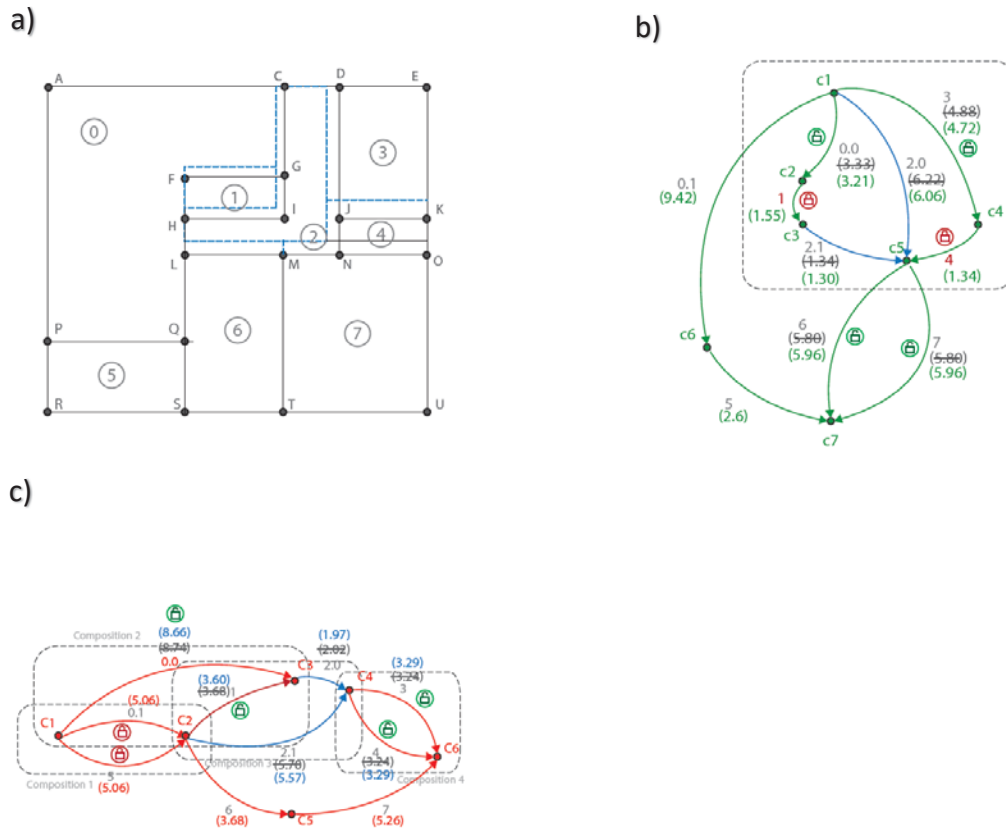 a)
A
C
D
E
0
3
F
G
1
H
I
J
K
2
4
L
M
N
O
6
7
P
Q
5
R
S
T
U
b)
c1
3
(4.88)
(4.72)
0.0
(3.33)
(3.21)
2.0
(6.22)
(6.06)
c2
0.1
(9.42)
1
(1.55)
c3
c4
2.1
(1.34)
(1.30)
c5
4
(1.34)
6
(5.80)
(5.96)
7
(5.80)
(5.96)
c6
5
(2.6)
c7
c)
Composition 2
(8.66)
(8.74)
0.0
(1.97)
(2.02)
2.0
C3
(3.60)
(3.68)
1
C4
(3.29)
(3.24)
3
(5.06)
0.1
C1
C2
C6
2.1
Composition 3
(5.70)
(5.57)
4
(3.24)
(3.29)
Composition 4
5
Composition 1
(5.06)
6
(3.68)
C5
7
(5.26)